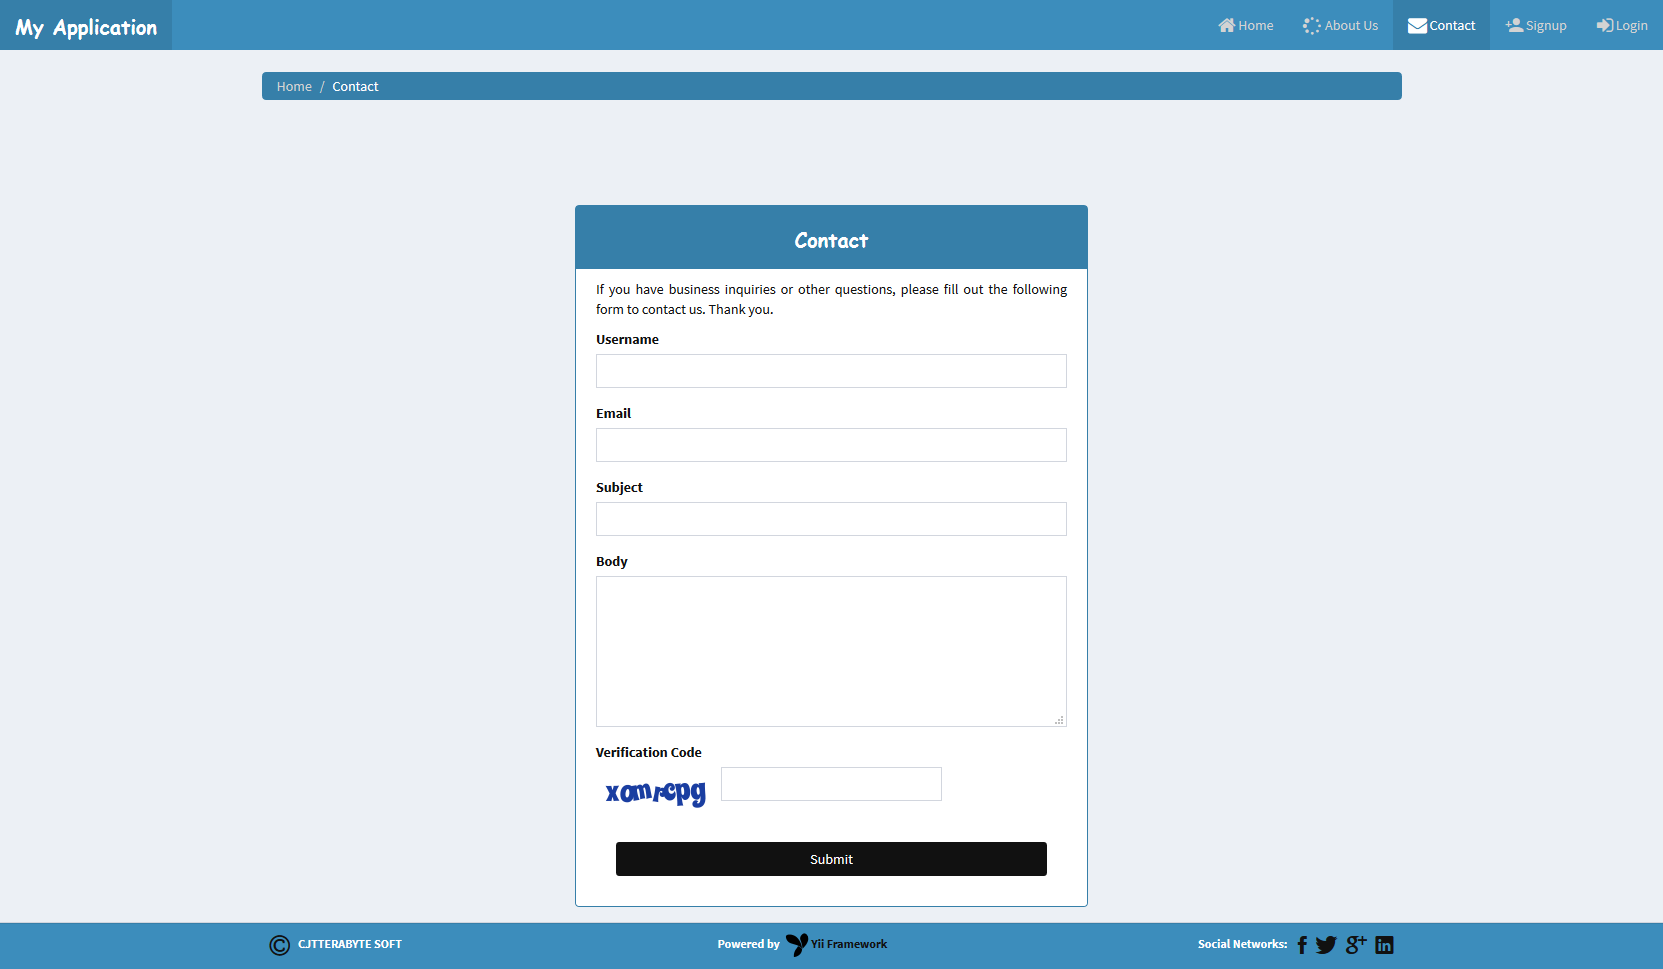 My Application
Home
About Us
Contact
Signup
Login
Home / Contact
Contact
If you have business inquiries or other questions, please fill out the following
form to contact us. Thank you.
Username
Email
Subject
Body
Verification Code
Submit
© CJTTERABYTE SOFT
Powered by Yii Framework
Social Networks: